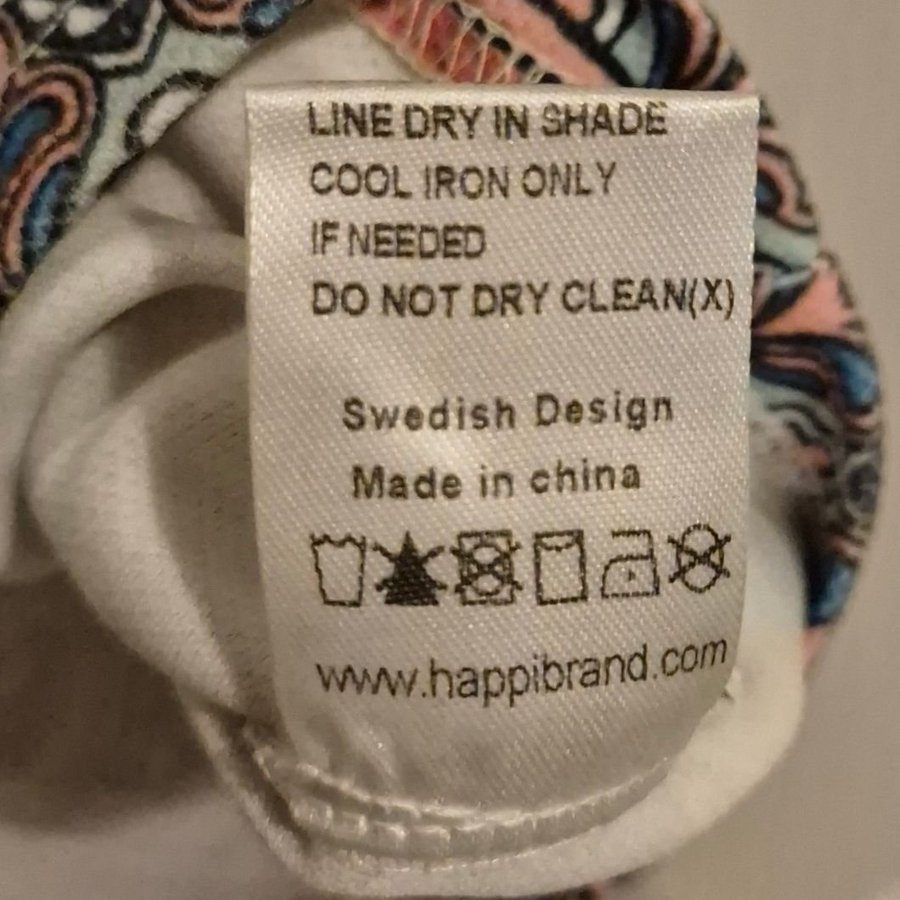 LINE DRY IN SHADE
COOL IRON ONLY
IF NEEDED
DO NOT DRY CLEAN(X)
Swedish Design
Made in china
www.happibrand.com